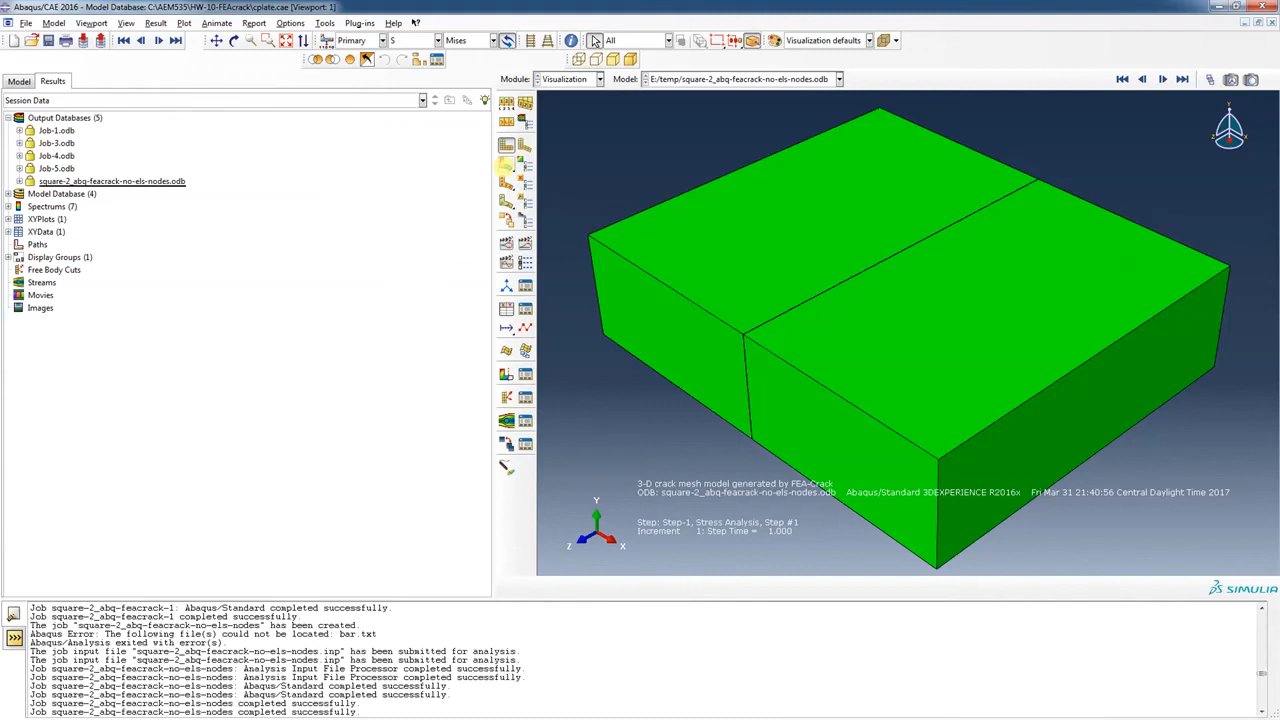 Abaqus/CAE 2016 - Model Database: C:\AEM535\HW-10-FEAcrack\cplate.cae [Viewport: 1]
File Model Viewport View Result Plot Animate Report Options Tools Plug-ins Help
Primary S Mises All Visualization defaults
Model Results Module: Visualization Model: E:/temp/square-2_abq-feacrack-no-els-nodes.odb
Session Data
Output Databases (5)
Job-1.odb
Job-3.odb
Job-4.odb
Job-5.odb
square-2_abq-feacrack-no-els-nodes.odb
Model Database (4)
Spectrums (7)
XYPlots (1)
XYData (1)
Paths
Display Groups (1)
Free Body Cuts
Streams
Movies
Images
Y
Z X
3-D crack mesh model generated by FEA-Crack
ODB: square-2_abq-feacrack-no-els-nodes.odb Abaqus/Standard 3DEXPERIENCE R2016x Fri Mar 31 21:40:56 Central Daylight Time 2017
Step: Step-1, Stress Analysis, Step #1
Increment 1: Step Time = 1.000
Y
Z X
SIMULIA
Job square-2_abq-feacrack-1: Abaqus/Standard completed successfully.
Job square-2_abq-feacrack-1 completed successfully.
The job "square-2_abq-feacrack-no-els-nodes" has been created.
Abaqus Error: The following file(s) could not be located: bar.txt
Abaqus/Analysis exited with error(s).
The job input file "square-2_abq-feacrack-no-els-nodes.inp" has been submitted for analysis.
The job input file "square-2_abq-feacrack-no-els-nodes.inp" has been submitted for analysis.
Job square-2_abq-feacrack-no-els-nodes: Analysis Input File Processor completed successfully.
Job square-2_abq-feacrack-no-els-nodes: Analysis Input File Processor completed successfully.
Job square-2_abq-feacrack-no-els-nodes: Abaqus/Standard completed successfully.
Job square-2_abq-feacrack-no-els-nodes: Abaqus/Standard completed successfully.
Job square-2_abq-feacrack-no-els-nodes completed successfully.
Job square-2_abq-feacrack-no-els-nodes completed successfully.